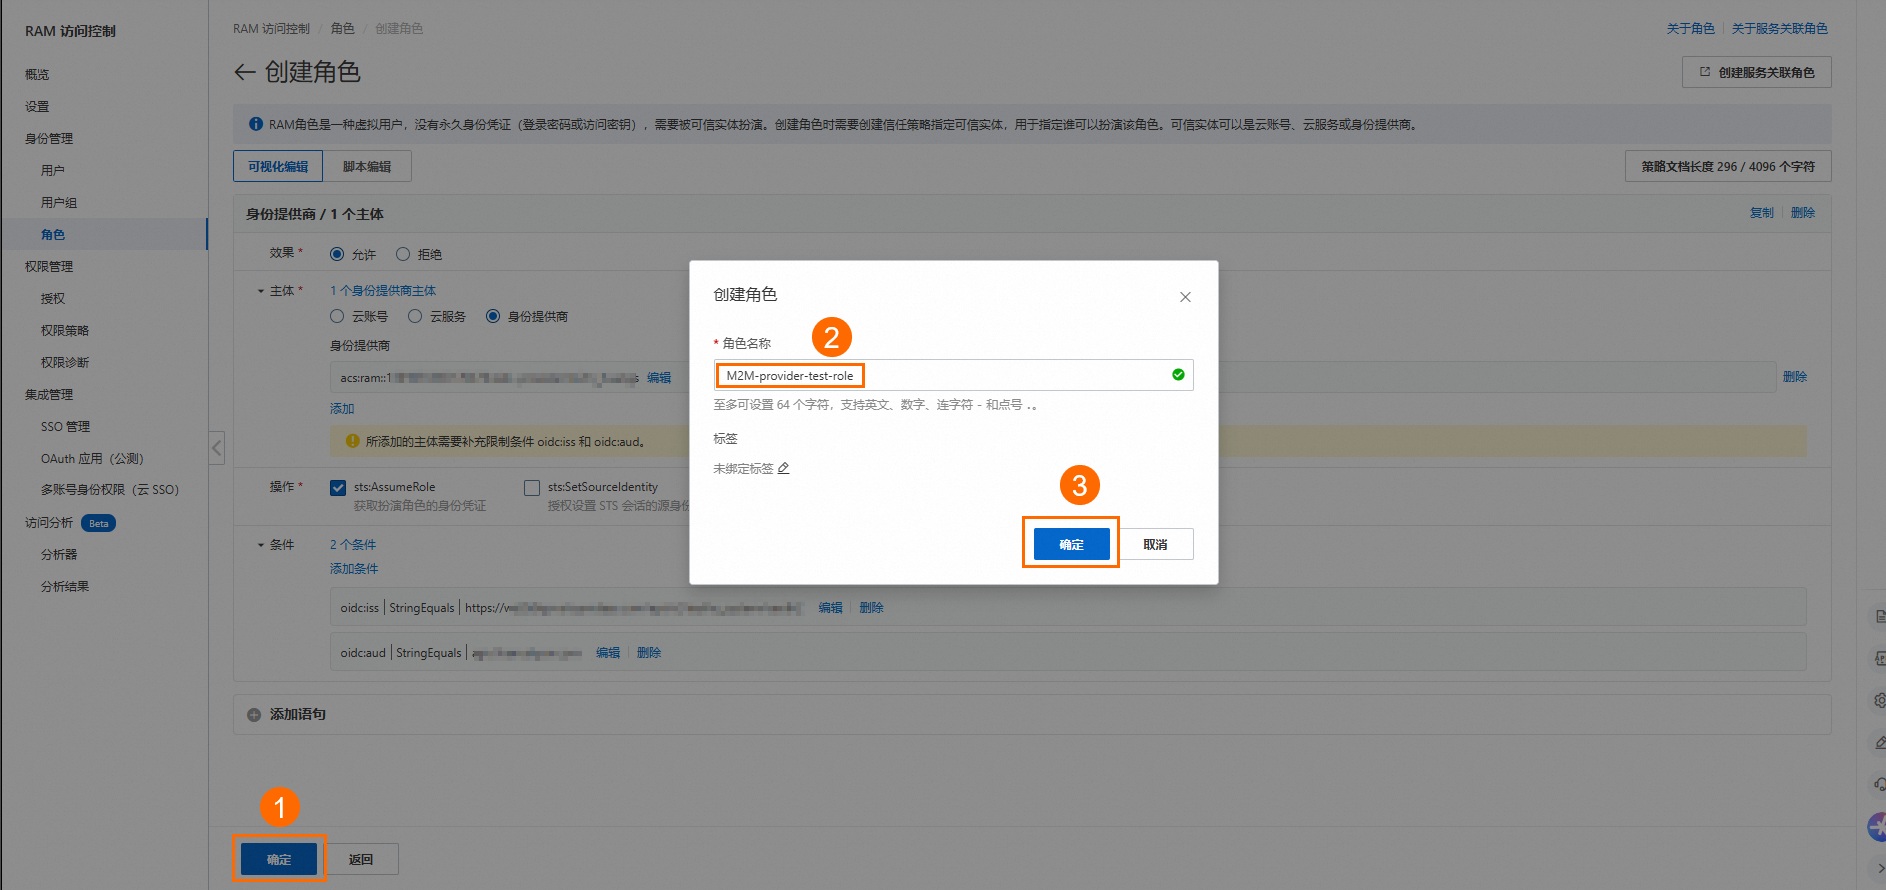 RAM 访问控制
概览
设置
身份管理
用户
用户组
角色
权限管理
授权
权限策略
权限诊断
集成管理
SSO 管理
OAuth 应用（公测）
多账号身份权限（云 SSO）
访问分析 Beta
分析器
分析结果
RAM 访问控制 / 角色 / 创建角色
关于角色 关于服务关联角色
← 创建角色
创建服务关联角色
RAM角色是一种虚拟用户，没有永久身份凭证（登录密码或访问密钥），需要被可信实体扮演。创建角色时需要创建信任策略指定可信实体，用于指定谁可以扮演该角色。可信实体可以是云账号、云服务或身份提供商。
可视化编辑 脚本编辑
策略文档长度 296 / 4096 个字符
身份提供商 / 1 个主体
复制 删除
效果 * 允许 拒绝
主体 * 1 个身份提供商主体
云账号 云服务 身份提供商
身份提供商
acs:ram::1 s 编辑
删除
添加
所添加的主体需要补充限制条件 oidc:iss 和 oidc:aud。
操作 * sts:AssumeRole sts:SetSourceIdentity
获取扮演角色的身份凭证 授权设置 STS 会话的源身份
条件 2 个条件
添加条件
oidc:iss | StringEquals | https:// 编辑 删除
oidc:aud | StringEquals | 编辑 删除
添加语句
1
确定 返回
创建角色
2
* 角色名称
M2M-provider-test-role
至多可设置 64 个字符，支持英文、数字、连字符 - 和点号 .。
标签
未绑定标签
3
确定 取消